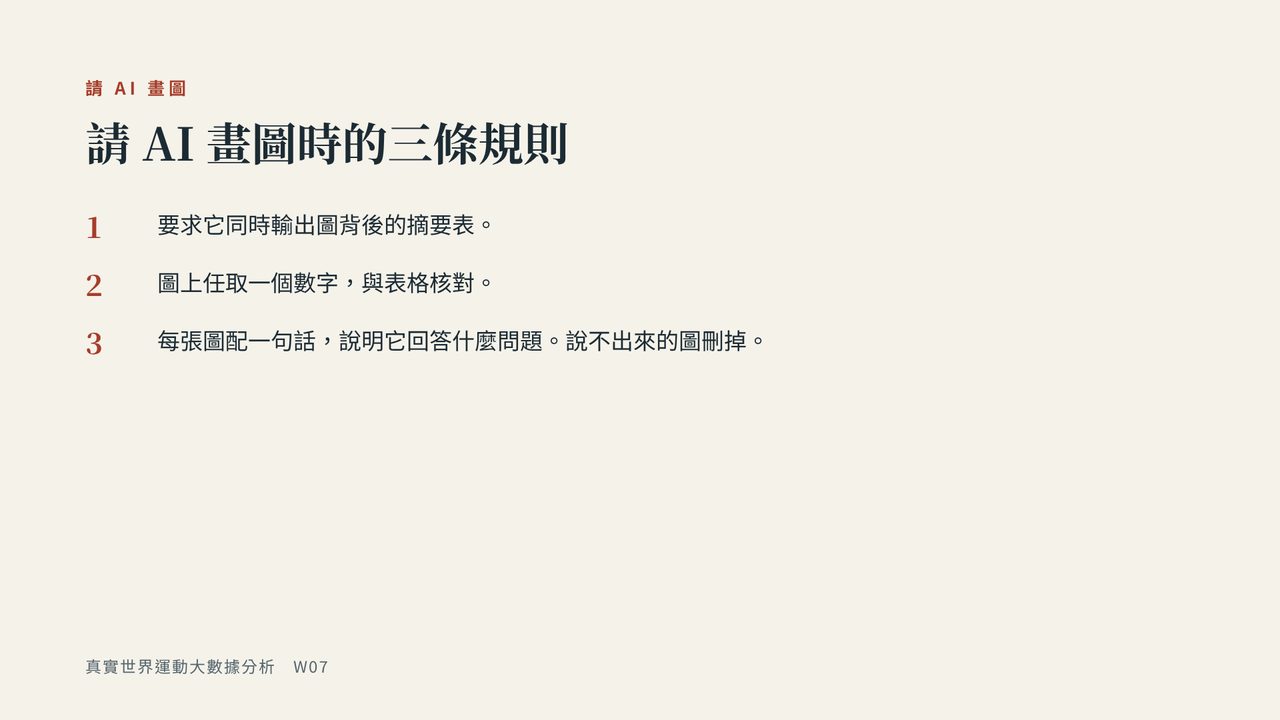 請 AI 畫圖
請 AI 畫圖時的三條規則
1 要求它同時輸出圖背後的摘要表。
2 圖上任取一個數字，與表格核對。
3 每張圖配一句話，說明它回答什麼問題。說不出來的圖刪掉。
真實世界運動大數據分析 W07